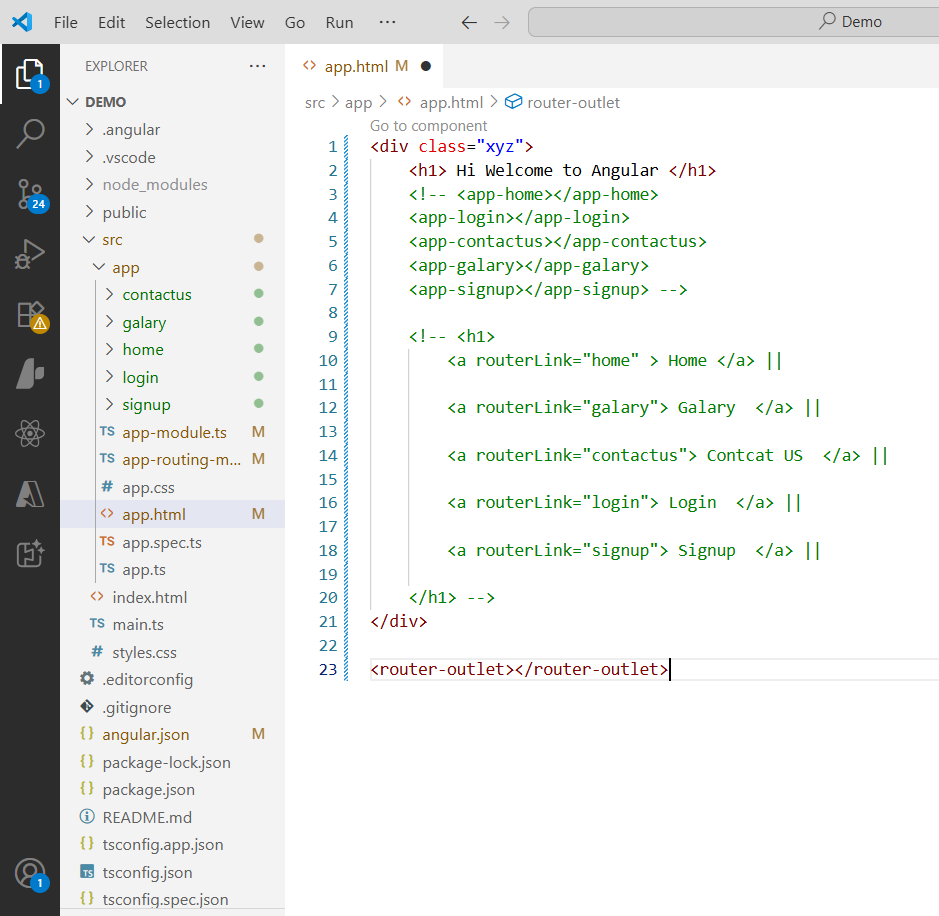 File Edit Selection View Go Run ··· ← → Demo
EXPLORER ···
app.html M ●
DEMO
src > app > <> app.html > router-outlet
.angular
.vscode
node_modules
public
src
app
contactus
galary
home
login
signup
TS app-module.ts M
TS app-routing-m... M
# app.css
<> app.html M
TS app.spec.ts
TS app.ts
<> index.html
TS main.ts
# styles.css
.editorconfig
.gitignore
{} angular.json M
{} package-lock.json
{} package.json
README.md
{} tsconfig.app.json
TS tsconfig.json
{} tsconfig.spec.json
1
24
1
Go to component
1 <div class="xyz">
2     <h1> Hi Welcome to Angular </h1>
3     <!-- <app-home></app-home>
4     <app-login></app-login>
5     <app-contactus></app-contactus>
6     <app-galary></app-galary>
7     <app-signup></app-signup> -->
8
9     <!-- <h1>
10         <a routerLink="home" > Home </a> ||
11
12         <a routerLink="galary"> Galary  </a> ||
13
14         <a routerLink="contactus"> Contcat US  </a> ||
15
16         <a routerLink="login"> Login  </a> ||
17
18         <a routerLink="signup"> Signup  </a> ||
19
20     </h1> -->
21 </div>
22
23 <router-outlet></router-outlet>